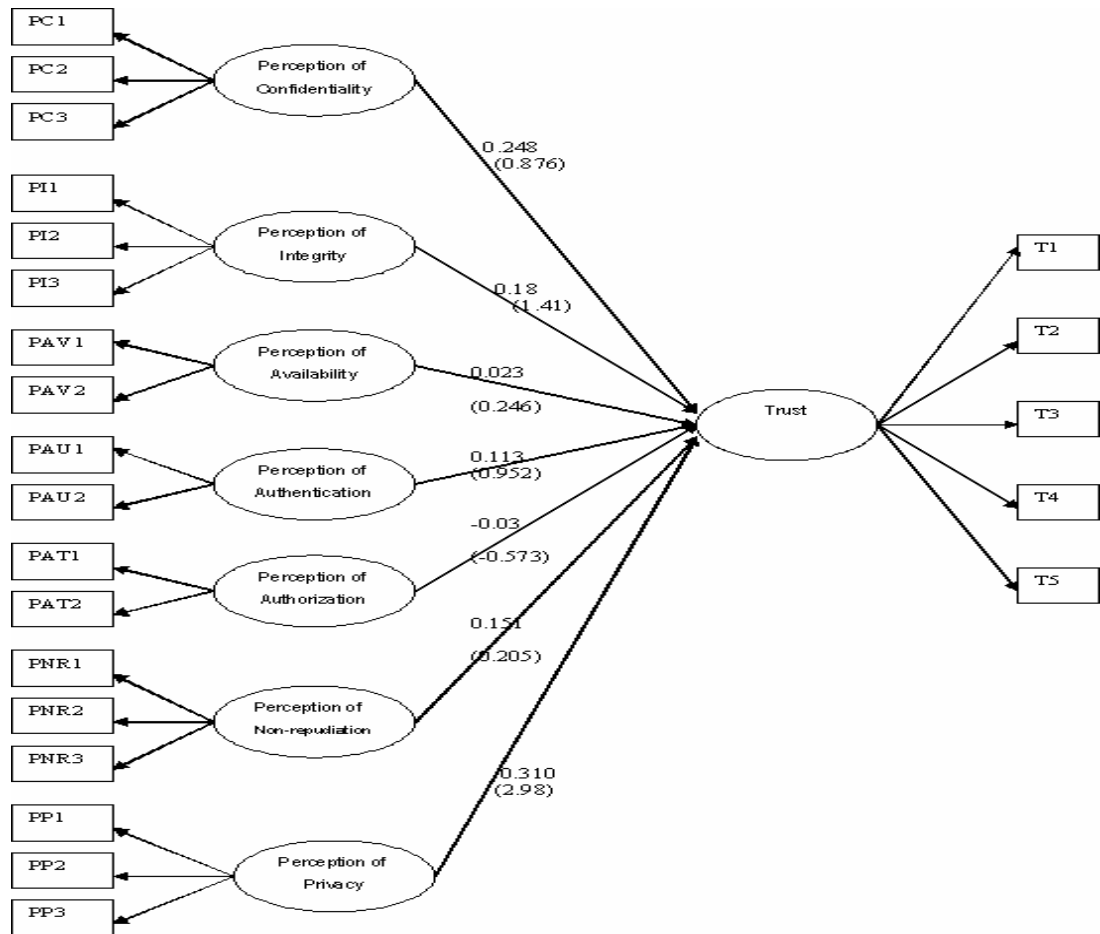 PC1
PC2
PC3
Perception of
Confidentiality
0.248
(0.876)
PI1
PI2
PI3
Perception of
Integrity
0.18
(1.41)
PAV1
PAV2
Perception of
Availability
0.023
(0.246)
PAU1
PAU2
Perception of
Authentication
0.113
(0.952)
PAT1
PAT2
Perception of
Authorization
-0.03
(-0.573)
PNR1
PNR2
PNR3
Perception of
Non-repudiation
0.151
(0.205)
PP1
PP2
PP3
Perception of
Privacy
0.310
(2.98)
Trust
T1
T2
T3
T4
T5